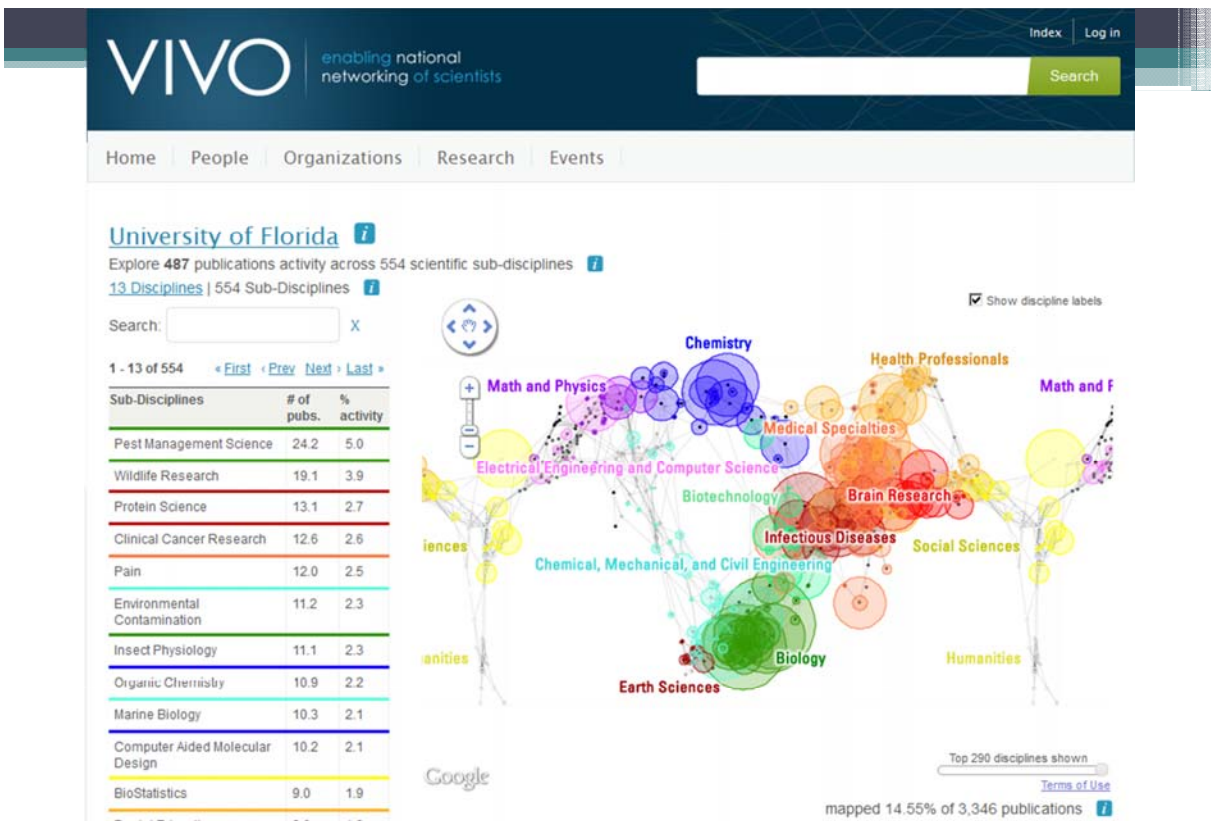 VIVO
enabling national
networking of scientists
Index Log in
Search
Home People Organizations Research Events
University of Florida i
Explore 487 publications activity across 554 scientific sub-disciplines i
13 Disciplines | 554 Sub-Disciplines i
Search: X
1 - 13 of 554 « First ‹ Prev Next › Last »
Sub-Disciplines # of pubs. % activity
Pest Management Science 24.2 5.0
Wildlife Research 19.1 3.9
Protein Science 13.1 2.7
Clinical Cancer Research 12.6 2.6
Pain 12.0 2.5
Environmental
Contamination 11.2 2.3
Insect Physiology 11.1 2.3
Organic Chemistry 10.9 2.2
Marine Biology 10.3 2.1
Computer Aided Molecular
Design 10.2 2.1
BioStatistics 9.0 1.9
Show discipline labels
Chemistry
Health Professionals
Math and Physics
Math and P
Medical Specialties
Electrical Engineering and Computer Science
Biotechnology
Brain Research
Infectious Diseases
iences
Social Sciences
Chemical, Mechanical, and Civil Engineering
anities
Biology
Humanities
Earth Sciences
Google
Top 290 disciplines shown
Terms of Use
mapped 14.55% of 3,346 publications i